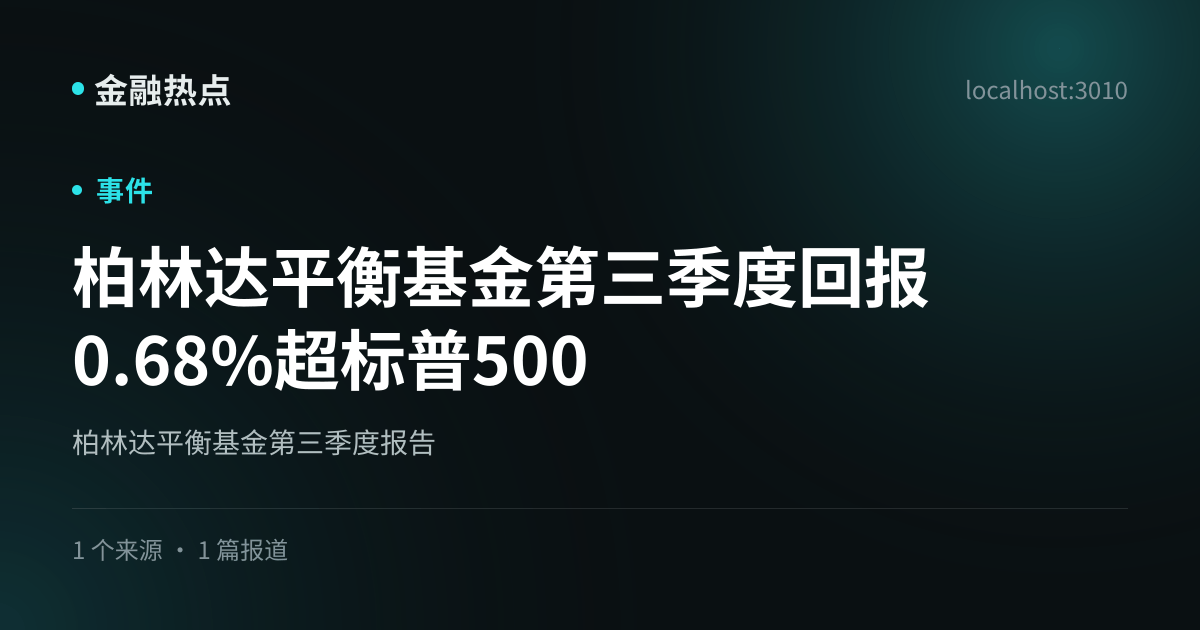 金融热点
localhost:3010
事件
柏林达平衡基金第三季度回报
0.68%超标普500
柏林达平衡基金第三季度报告
1 个来源 · 1 篇报道